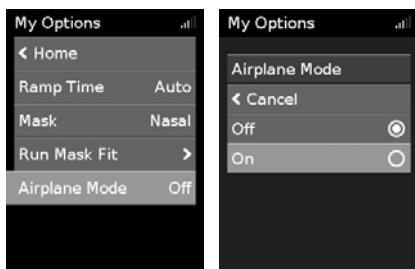 My Options
< Home
Ramp Time Auto
Mask Nasal
Run Mask Fit >
Airplane Mode Off
My Options
Airplane Mode
< Cancel
Off
On